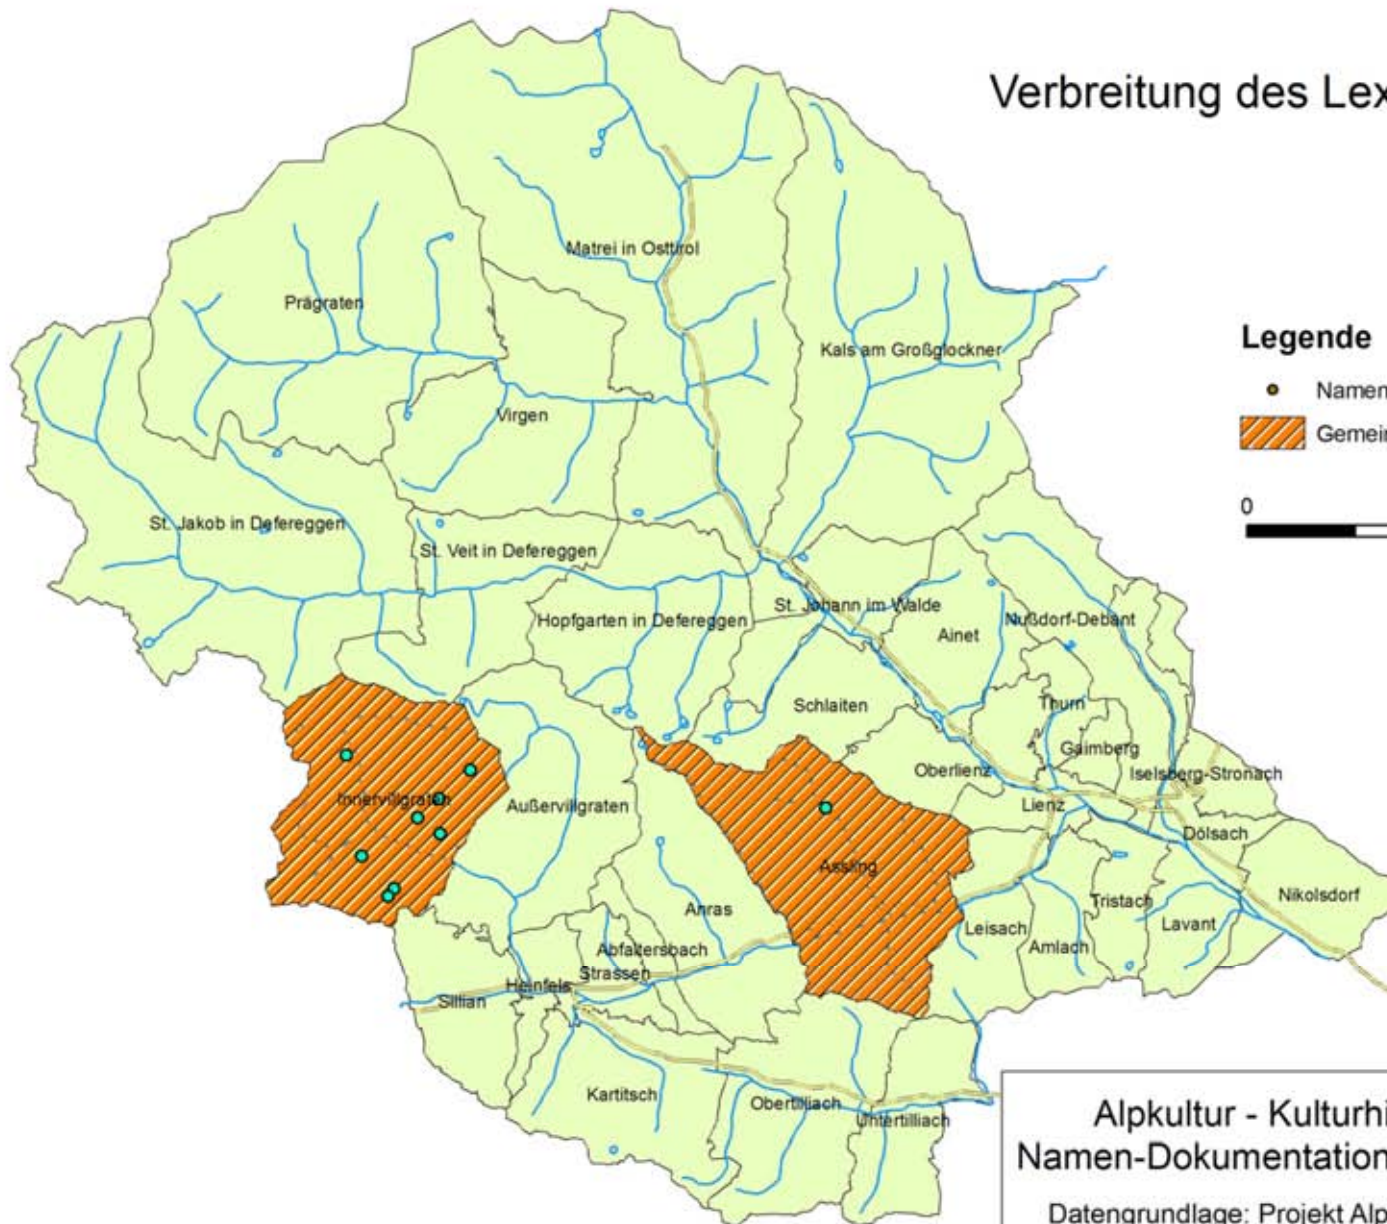 Verbreitung des Lex
Matrei in Osttirol
Prägraten
Kals am Großglockner
Legende
Namen
Gemein
0
Virgen
St. Jakob in Defereggen
St. Veit in Defereggen
Hopfgarten in Defereggen
St. Johann im Walde
Ainet
Nußdorf-Debant
Schlaiten
Thurn
Gaimberg
Oberlienz
Iselsberg-Stronach
Innervillgraten
Außervillgraten
Lienz
Dölsach
Assling
Nikolsdorf
Anras
Tristach
Lavant
Leisach
Amlach
Abfaltersbach
Strassen
Heinfels
Sillian
Kartitsch
Obertilliach
Untertilliach
Alpkultur - Kulturhi
Namen-Dokumentation
Datengrundlage: Projekt Alp